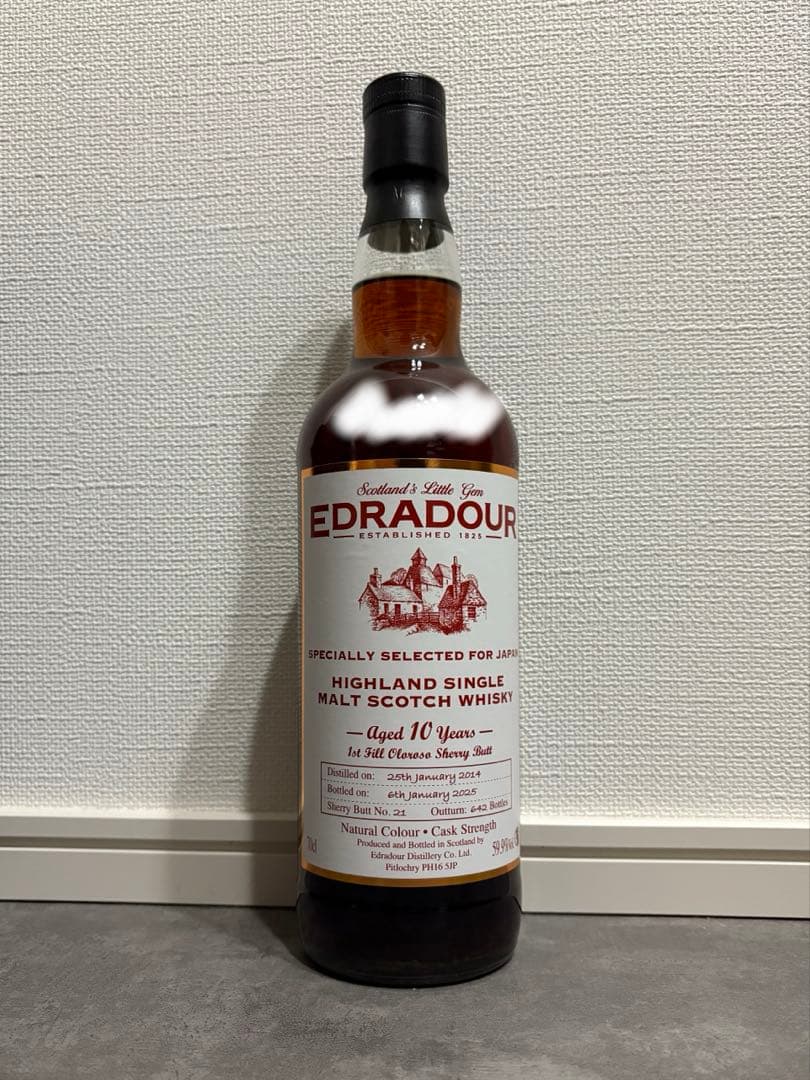 Scotland's Little Gem
EDRADOUR
ESTABLISHED 1825
SPECIALLY SELECTED FOR JAPAN
HIGHLAND SINGLE
MALT SCOTCH WHISKY
Aged 10 Years
1st Fill Oloroso Sherry Butt
Distilled on: 25th January 2014
Bottled on: 6th January 2025
Sherry Butt No. 21 Outturn: 642 Bottles
Natural Colour • Cask Strength
Produced and Bottled in Scotland by
Edradour Distillery Co. Ltd.
Pitlochry PH16 5JP
70cl 59.9%vol